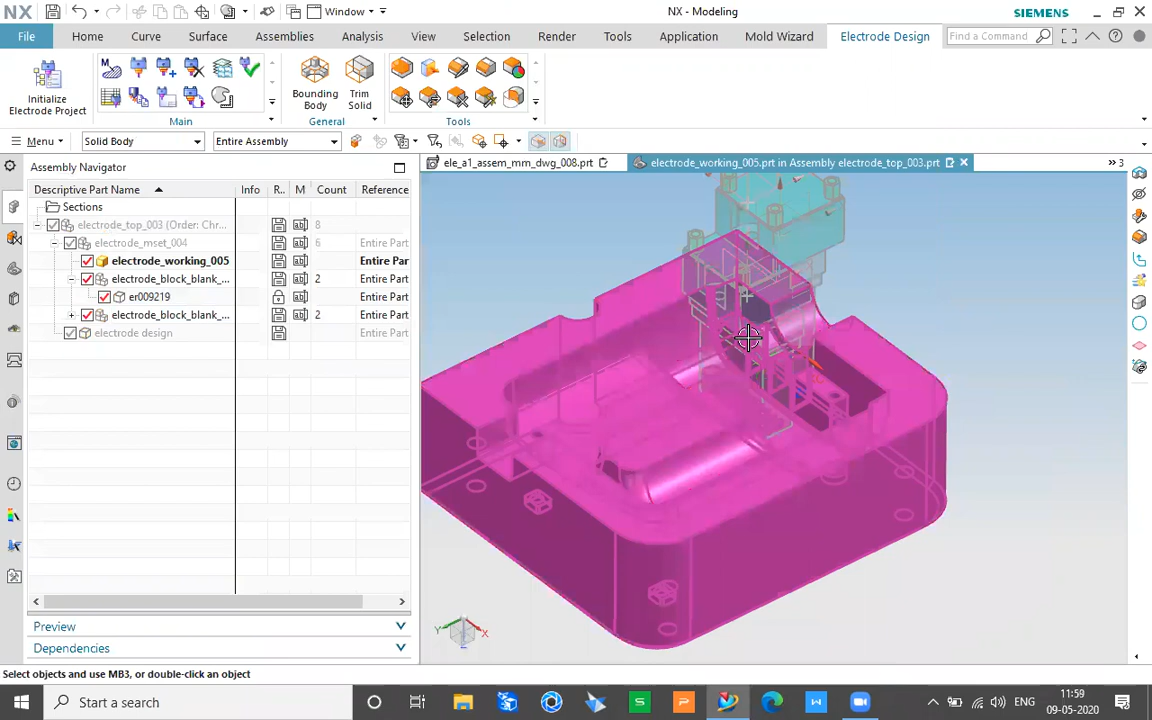 NX
Window
NX - Modeling
SIEMENS
File
Home
Curve
Surface
Assemblies
Analysis
View
Selection
Render
Tools
Application
Mold Wizard
Electrode Design
Find a Command
Initialize
Electrode Project
Bounding
Body
Trim
Solid
Main
General
Tools
Menu
Solid Body
Entire Assembly
Assembly Navigator
ele_a1_assem_mm_dwg_008.prt
electrode_working_005.prt in Assembly electrode_top_003.prt
3
Descriptive Part Name
Info
R..
M
Count
Reference
Sections
electrode_top_003 (Order: Chr...
8
electrode_mset_004
6
Entire Part
electrode_working_005
Entire Par
electrode_block_blank_...
2
Entire Part
er009219
Entire Part
electrode_block_blank_...
2
Entire Part
electrode design
Entire Part
Preview
Dependencies
Y
X
Select objects and use MB3, or double-click an object
Start a search
ENG
11:59
09-05-2020